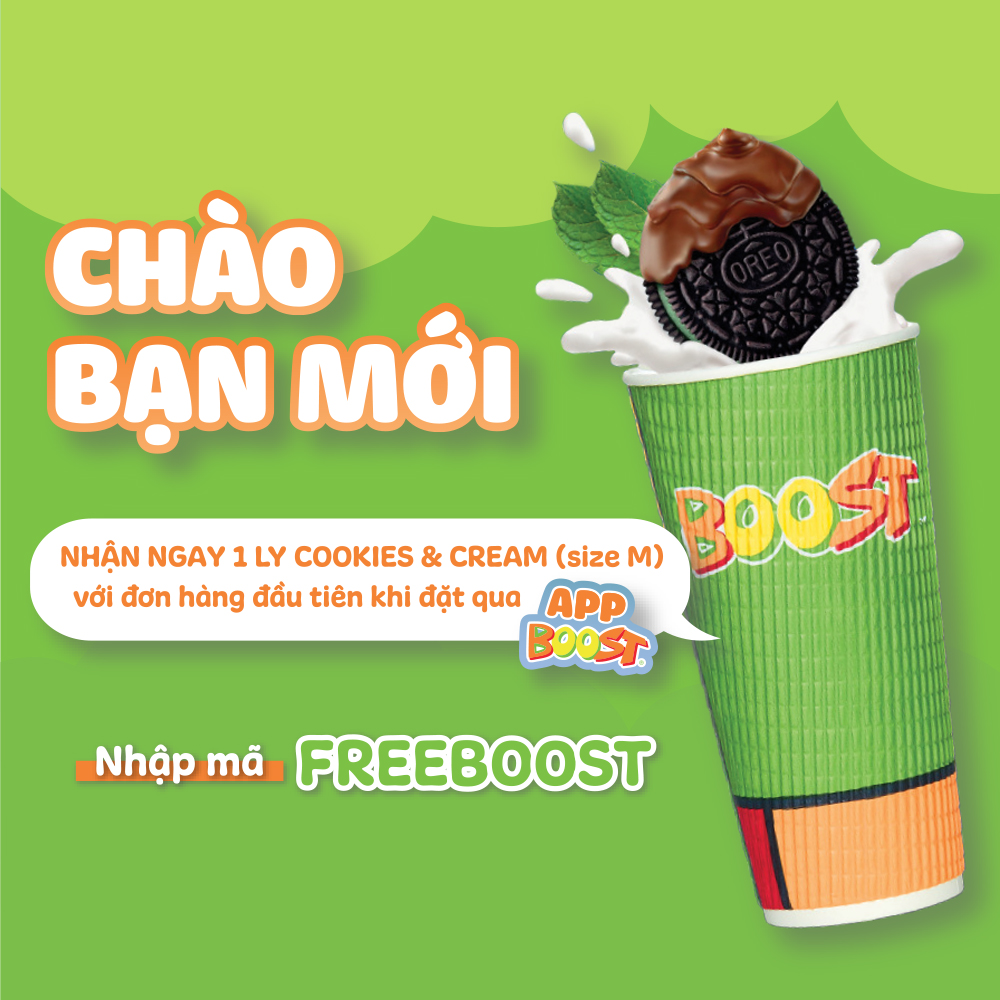 CHÀO
BẠN MỚI
OREO
BOOST
NHẬN NGAY 1 LY COOKIES & CREAM (size M)
với đơn hàng đầu tiên khi đặt qua
APP
BOOST
Nhập mã FREEBOOST